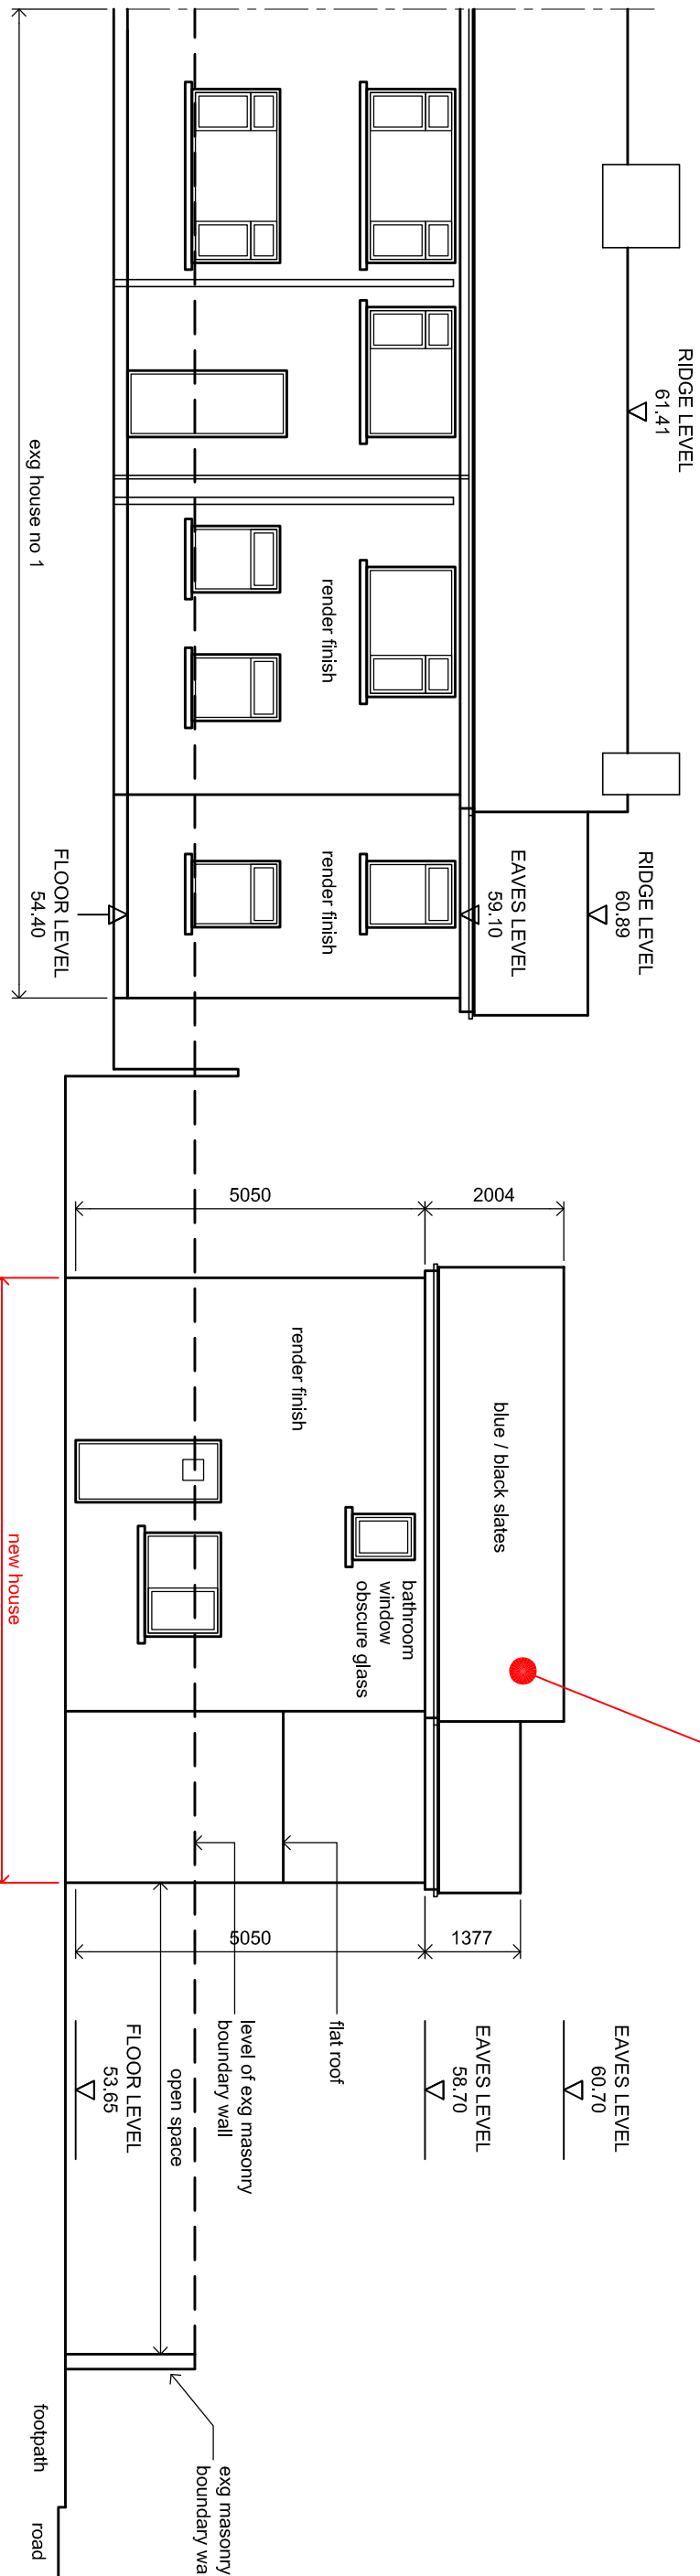 RIDGE LEVEL
61.41
RIDGE LEVEL
60.89
EAVES LEVEL
59.10
render finish
render finish
FLOOR LEVEL
54.40
exg house no 1
5050
2004
blue / black slates
render finish
bathroom
window
obscure glass
new house
5050
1377
EAVES LEVEL
60.70
EAVES LEVEL
58.70
flat roof
level of exg masonry
boundary wall
open space
FLOOR LEVEL
53.65
exg masonry
boundary wa
footpath
road